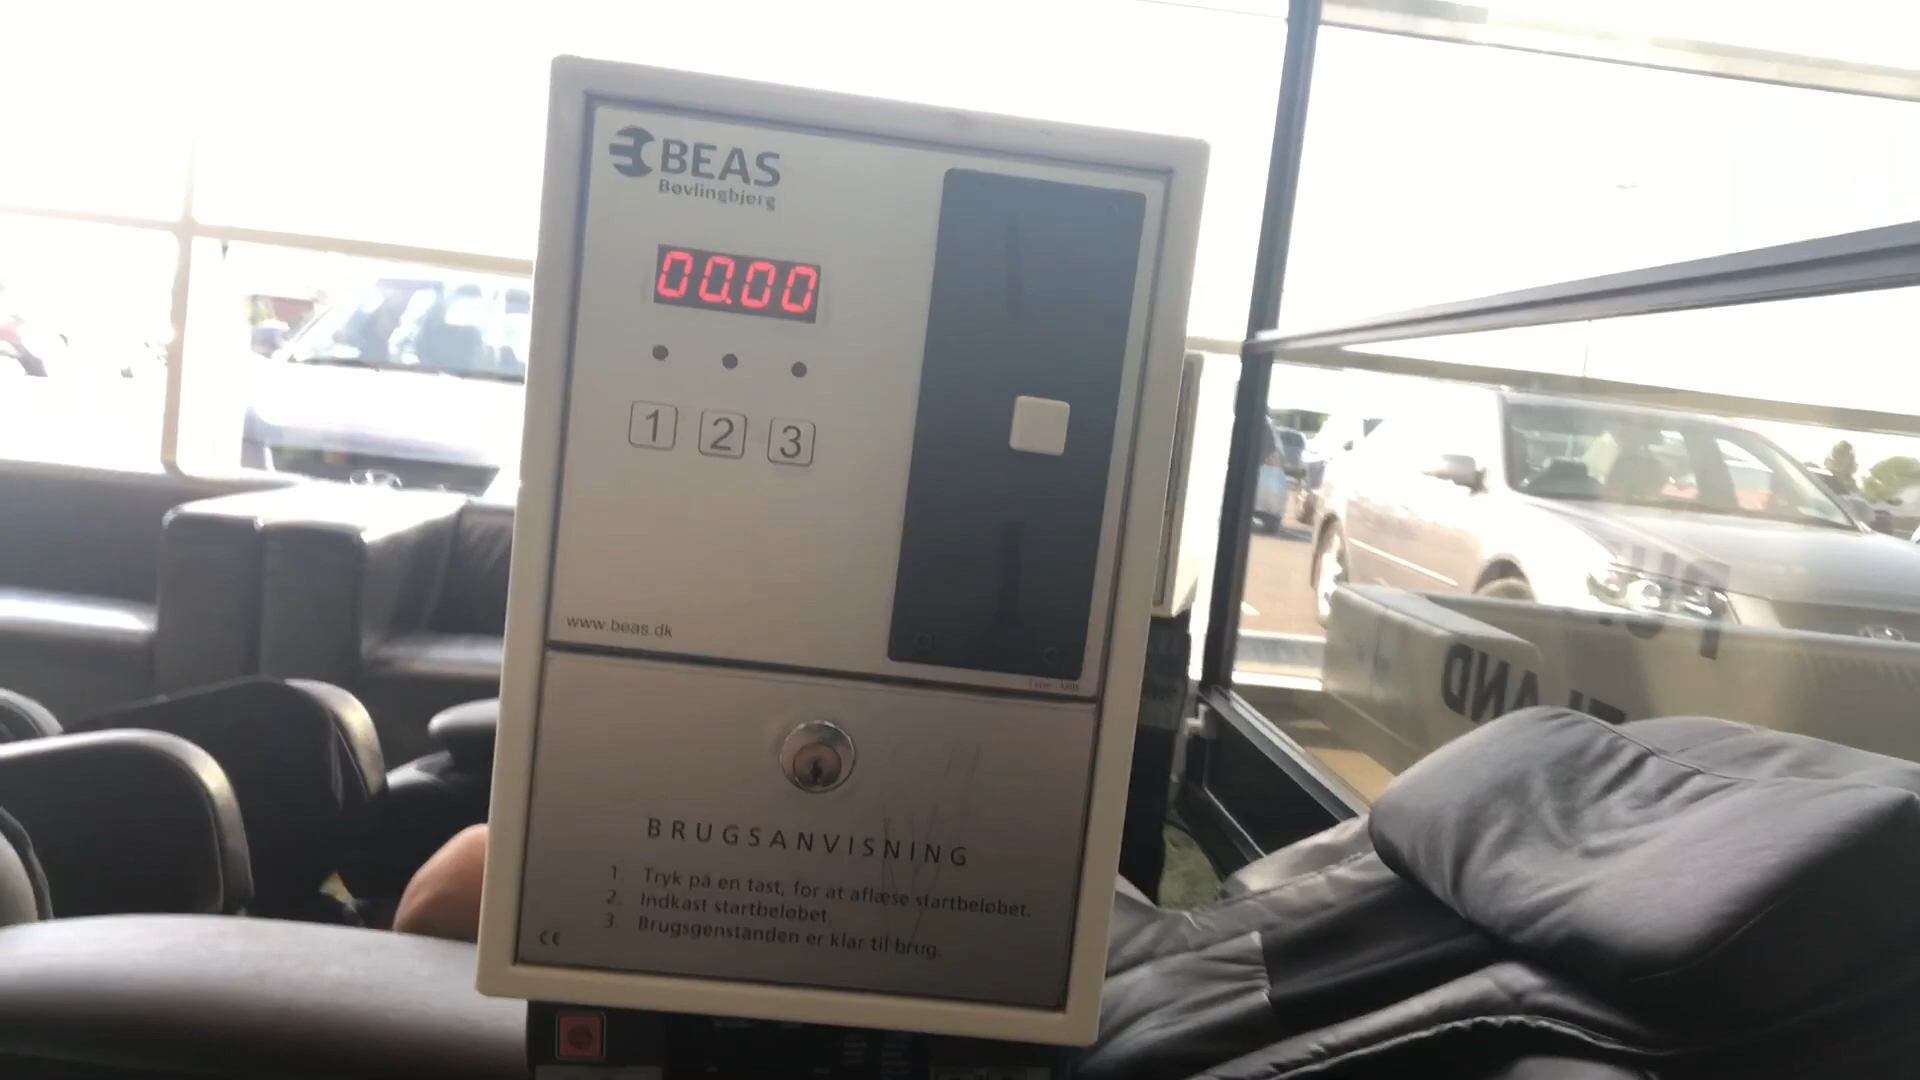 BEAS
Bøvlingbjerg
00.00
1 2 3
www.beas.dk
BRUGSANVISNING
1. Tryk på en tast, for at aflæse startbeløbet.
2. Indkast startbeløbet.
3. Brugsgenstanden er klar til brug.
CE